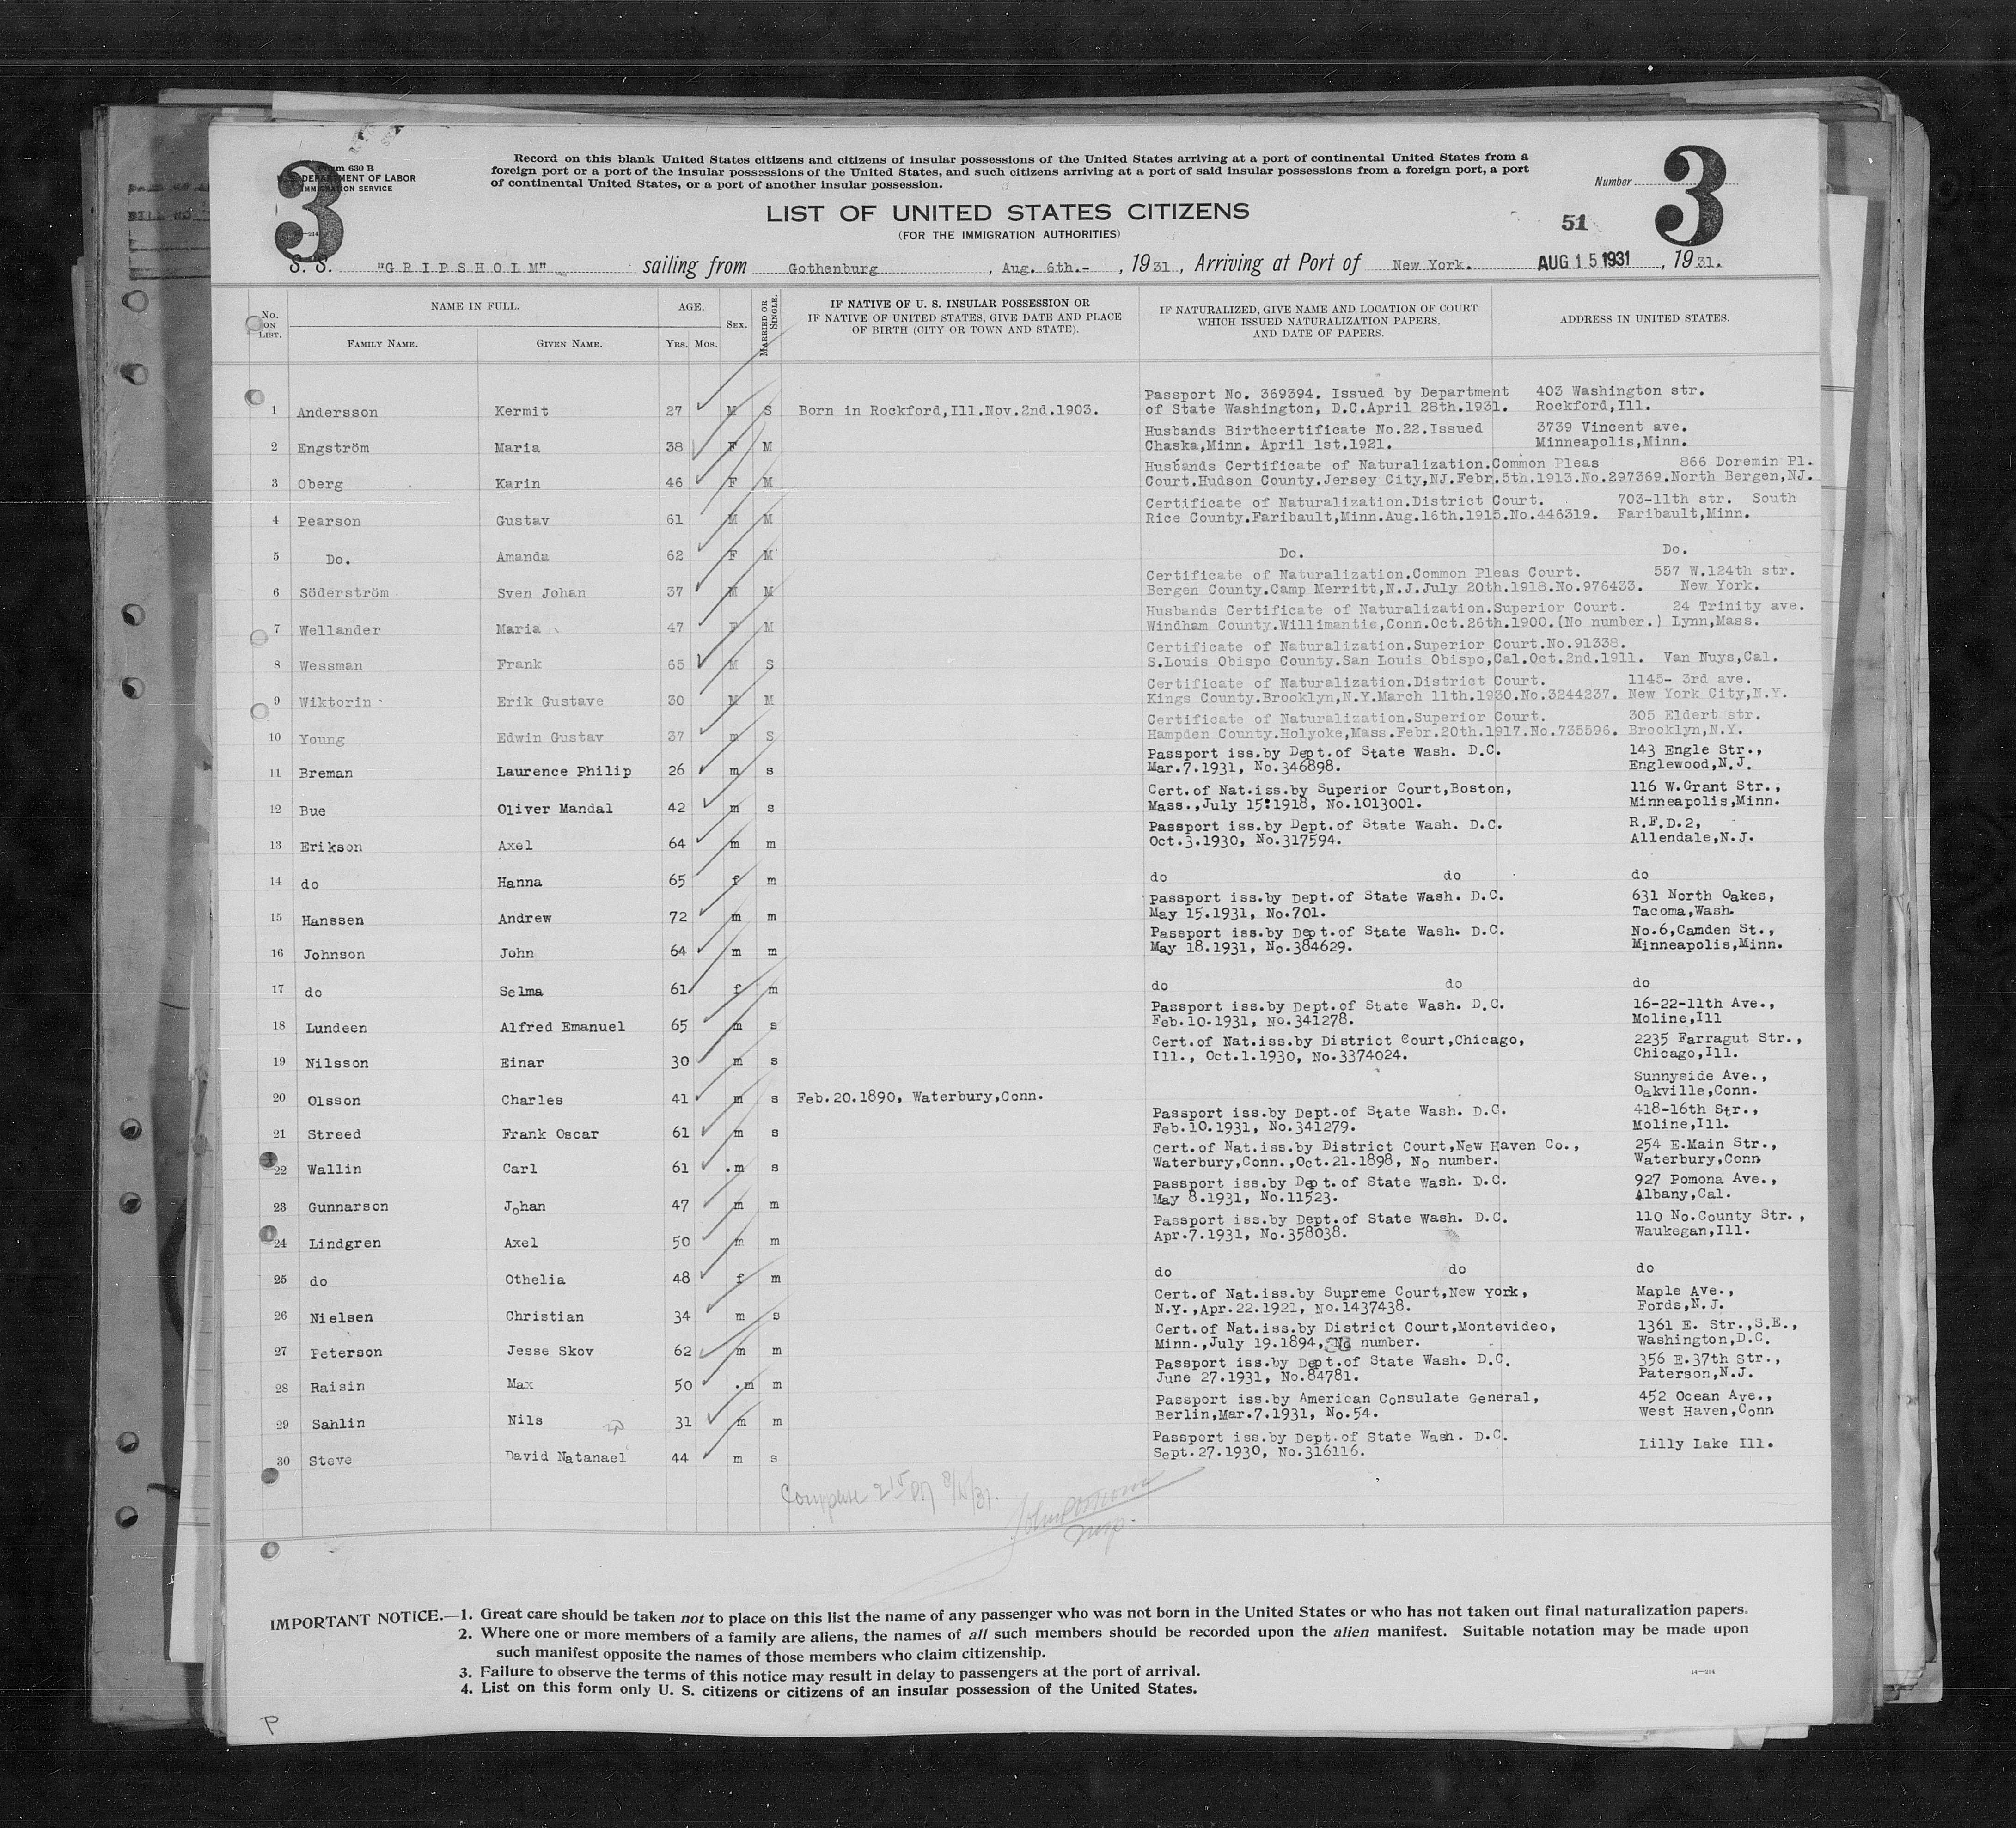 3
Form 630 B
U. S. DEPARTMENT OF LABOR
IMMIGRATION SERVICE
Record on this blank United States citizens and citizens of insular possessions of the United States arriving at a port of continental United States from a
foreign port or a port of the insular possessions of the United States, and such citizens arriving at a port of said insular possessions from a foreign port, a port
of continental United States, or a port of another insular possession.
Number
3
LIST OF UNITED STATES CITIZENS
(FOR THE IMMIGRATION AUTHORITIES)
51
S. S. "GRIPSHOLM" sailing from Gothenburg, Aug. 6th.-, 1931, Arriving at Port of New York. AUG 15 1931, 1931.
No. ON LIST.
NAME IN FULL.
FAMILY NAME. GIVEN NAME.
AGE.
YRS. MOS.
SEX.
MARRIED OR SINGLE.
IF NATIVE OF U. S. INSULAR POSSESSION OR
IF NATIVE OF UNITED STATES, GIVE DATE AND PLACE
OF BIRTH (CITY OR TOWN AND STATE).
IF NATURALIZED, GIVE NAME AND LOCATION OF COURT
WHICH ISSUED NATURALIZATION PAPERS,
AND DATE OF PAPERS.
ADDRESS IN UNITED STATES.
Passport No. 369394. Issued by Department 403 Washington str.
1 Andersson Kermit 27 M S Born in Rockford,Ill.Nov.2nd.1903. of State Washington, D.C.April 28th.1931. Rockford,Ill.
Husbands Birthcertificate No.22.Issued 3739 Vincent ave.
2 Engström Maria 38 F M Chaska,Minn. April 1st.1921. Minneapolis,Minn.
Husbands Certificate of Naturalization.Common Pleas 866 Doremin Pl.
3 Oberg Karin 46 F M Court.Hudson County.Jersey City,NJ.Febr.5th.1913.No.297369.North Bergen,NJ.
Certificate of Naturalization.District Court. 703-11th str. South
4 Pearson Gustav 61 M M Rice County.Faribault,Minn.Aug.16th.1915.No.446319. Faribault,Minn.
5 Do. Amanda 62 F M Do. Do.
Certificate of Naturalization.Common Pleas Court. 557 W.124th str.
6 Söderström Sven Johan 37 M M Bergen County.Camp Merritt,N.J.July 20th.1918.No.976433. New York.
Husbands Certificate of Naturalization.Superior Court. 24 Trinity ave.
7 Wellander Maria 47 F M Windham County.Willimantic,Conn.Oct.26th.1900.(No number.) Lynn,Mass.
Certificate of Naturalization.Superior Court.No.91338.
8 Wessman Frank 65 M S S.Louis Obispo County.San Louis Obispo,Cal.Oct.2nd.1911. Van Nuys,Cal.
Certificate of Naturalization.District Court. 1145- 3rd ave.
9 Wiktorin Erik Gustave 30 M M Kings County.Brooklyn,N.Y.March 11th.1930.No.3244237. New York City,N.Y.
Certificate of Naturalization.Superior Court. 305 Eldert str.
10 Young Edwin Gustav 37 m S Hampden County.Holyoke,Mass.Febr.20th.1917.No.735596. Brooklyn,N.Y.
Passport iss.by Dept.of State Wash. D.C. 143 Engle Str.,
11 Breman Laurence Philip 26 m s Mar.7.1931, No.346898. Englewood,N.J.
Cert.of Nat.iss.by Superior Court,Boston, 116 W.Grant Str.,
12 Bue Oliver Mandal 42 m s Mass.,July 15:1918, No.1013001. Minneapolis,Minn.
Passport iss.by Dept.of State Wash. D.C. R.F.D.2,
13 Erikson Axel 64 m m Oct.3.1930, No.317594. Allendale,N.J.
14 do Hanna 65 f m do do do
Passport iss.by Dept.of State Wash. D.C. 631 North Oakes,
15 Hanssen Andrew 72 m m May 15.1931, No.701. Tacoma,Wash.
Passport iss.by Dept.of State Wash. D.C. No.6,Camden St.,
16 Johnson John 64 m m May 18.1931, No.384629. Minneapolis,Minn.
17 do Selma 61 f m do do do
Passport iss.by Dept.of State Wash. D.C. 16-22-11th Ave.,
18 Lundeen Alfred Emanuel 65 m s Feb.10.1931, No.341278. Moline,Ill
Cert.of Nat.iss.by District Court,Chicago, 2235 Farragut Str.,
19 Nilsson Einar 30 m s Ill., Oct.1.1930, No.3374024. Chicago,Ill.
Sunnyside Ave.,
20 Olsson Charles 41 m s Feb.20.1890, Waterbury,Conn. Oakville,Conn.
Passport iss.by Dept.of State Wash. D.C. 418-16th Str.,
21 Streed Frank Oscar 61 m s Feb.10.1931, No.341279. Moline,Ill.
Cert.of Nat.iss.by District Court,New Haven Co., 254 E.Main Str.,
22 Wallin Carl 61 .m s Waterbury,Conn.,Oct.21.1898, No number. Waterbury,Conn
Passport iss.by Dept. of State Wash. D.C. 927 Pomona Ave.,
23 Gunnarson Johan 47 m m May 8.1931, No.11523. Albany,Cal.
Passport iss.by Dept.of State Wash. D.C. 110 No.County Str.,
24 Lindgren Axel 50 m m Apr.7.1931, No.358038. Waukegan,Ill.
25 do Othelia 48 f m do do do
Cert.of Nat.iss.by Supreme Court,New York, Maple Ave.,
26 Nielsen Christian 34 m s N.Y.,Apr.22.1921, No.1437438. Fords,N.J.
Cert.of Nat.iss.by District Court,Montevideo, 1361 E. Str.,S.E.,
27 Peterson Jesse Skov 62 m m Minn.,July 19.1894, No number. Washington,D.C.
Passport iss.by Dept.of State Wash. D.C. 356 E.37th Str.,
28 Raisin Max 50 .m m June 27.1931, No.84781. Paterson,N.J.
Passport iss.by American Consulate General, 452 Ocean Ave.,
29 Sahlin Nils 31 m m Berlin,Mar.7.1931, No.54. West Haven,Conn
Passport iss.by Dept.of State Wash. D.C. Lilly Lake Ill.
30 Steve David Natanael 44 m s Sept.27.1930, No.316116.
Insp.
IMPORTANT NOTICE.—1. Great care should be taken not to place on this list the name of any passenger who was not born in the United States or who has not taken out final naturalization papers.
2. Where one or more members of a family are aliens, the names of all such members should be recorded upon the alien manifest. Suitable notation may be made upon
such manifest opposite the names of those members who claim citizenship.
3. Failure to observe the terms of this notice may result in delay to passengers at the port of arrival.
4. List on this form only U. S. citizens or citizens of an insular possession of the United States.
14—214
P